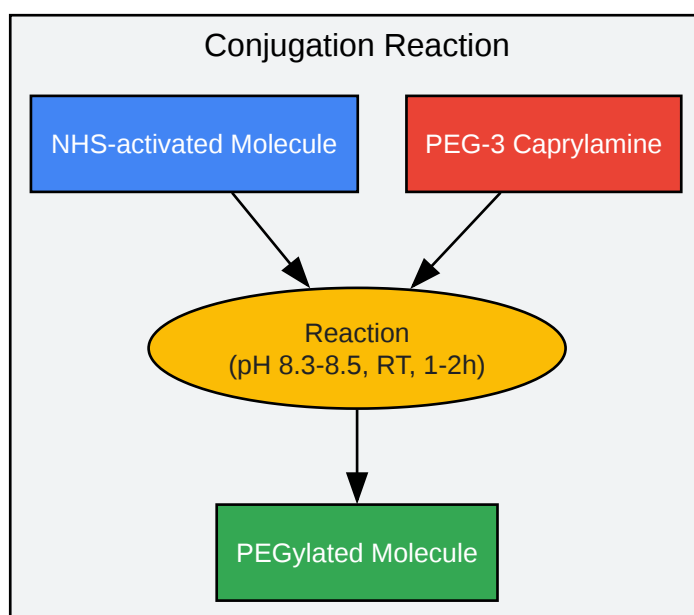 Conjugation Reaction
NHS-activated Molecule
PEG-3 Caprylamine
Reaction
(pH 8.3-8.5, RT, 1-2h)
PEGylated Molecule